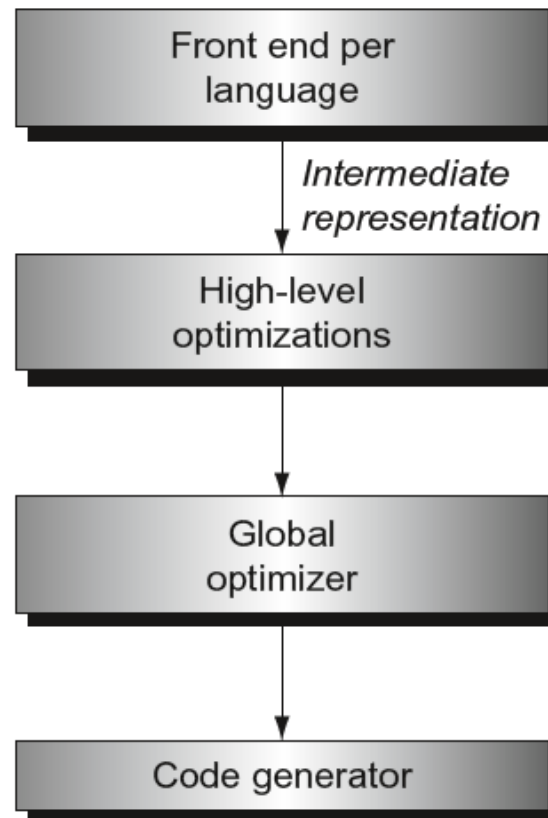 Front end per
language
Intermediate
representation
High-level
optimizations
Global
optimizer
Code generator